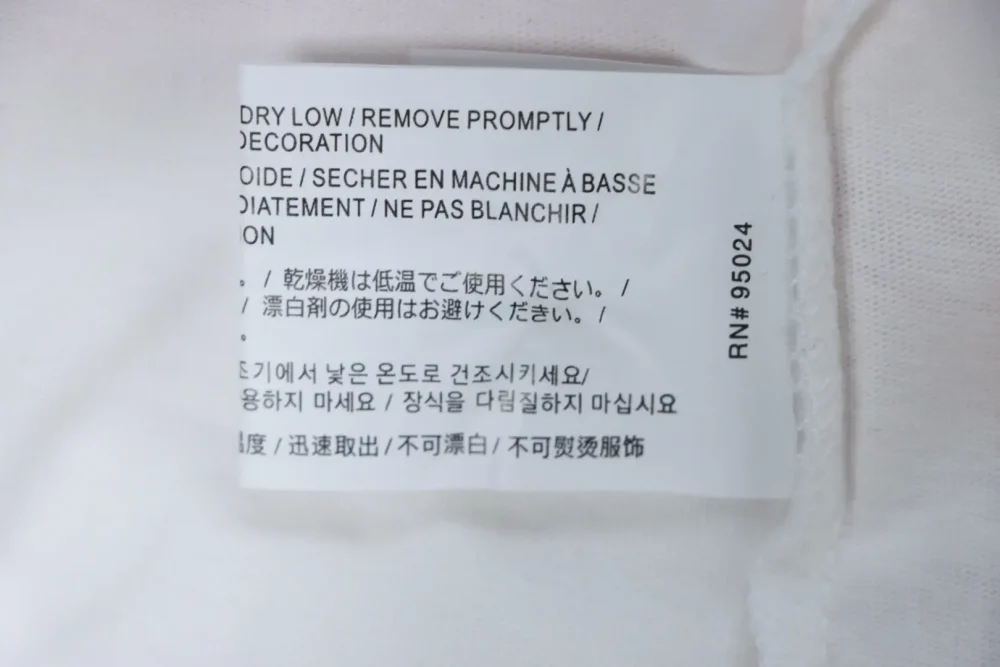 DRY LOW / REMOVE PROMPTLY /
DECORATION
OIDE / SECHER EN MACHINE À BASSE
DIATEMENT / NE PAS BLANCHIR /
ION
。 / 乾燥機は低温でご使用ください。 /
/ 漂白剤の使用はお避けください。 /
。
조기에서 낮은 온도로 건조시키세요/
용하지 마세요 / 장식을 다림질하지 마십시요
温度 / 迅速取出 / 不可漂白 / 不可熨烫服饰
RN# 95024